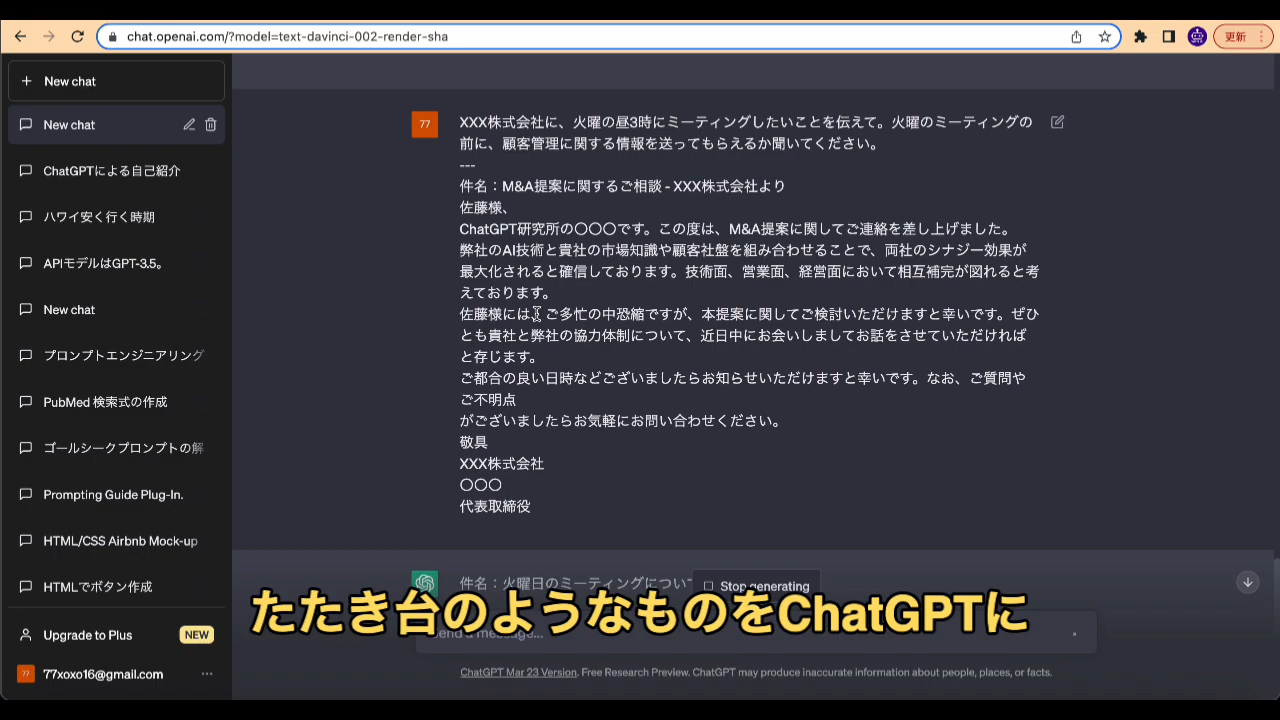 chat.openai.com/?model=text-davinci-002-render-sha
更新
New chat
New chat
ChatGPTによる自己紹介
ハワイ安く行く時期
APIモデルはGPT-3.5。
New chat
プロンプトエンジニアリング
PubMed 検索式の作成
ゴールシークプロンプトの解
Prompting Guide Plug-In.
HTML/CSS Airbnb Mock-up
HTMLでボタン作成
Upgrade to Plus
NEW
77
77xoxo16@gmail.com
77
XXX株式会社に、火曜の昼3時にミーティングしたいことを伝えて。火曜のミーティングの
前に、顧客管理に関する情報を送ってもらえるか聞いてください。
---
件名：M&A提案に関するご相談 - XXX株式会社より
佐藤様、
ChatGPT研究所の〇〇〇です。この度は、M&A提案に関してご連絡を差し上げました。
弊社のAI技術と貴社の市場知識や顧客社盤を組み合わせることで、両社のシナジー効果が
最大化されると確信しております。技術面、営業面、経営面において相互補完が図れると考
えております。
佐藤様には、ご多忙の中恐縮ですが、本提案に関してご検討いただけますと幸いです。ぜひ
とも貴社と弊社の協力体制について、近日中にお会いしましてお話をさせていただければ
と存じます。
ご都合の良い日時などございましたらお知らせいただけますと幸いです。なお、ご質問や
ご不明点
がございましたらお気軽にお問い合わせください。
敬具
XXX株式会社
〇〇〇
代表取締役
件名：火曜日のミーティングについて
Stop generating
たたき台のようなものをChatGPTに
Send a message...
ChatGPT Mar 23 Version. Free Research Preview. ChatGPT may produce inaccurate information about people, places, or facts.